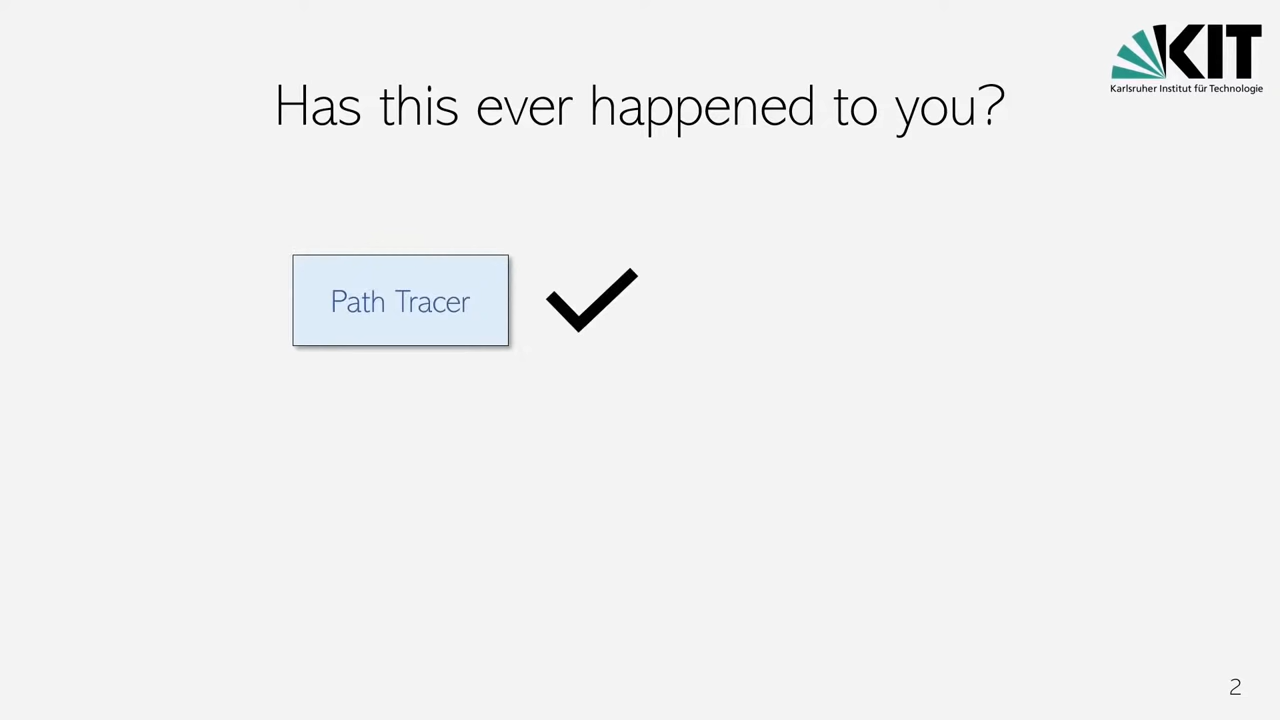 KIT
Karlsruher Institut für Technologie
Has this ever happened to you?
Path Tracer
2